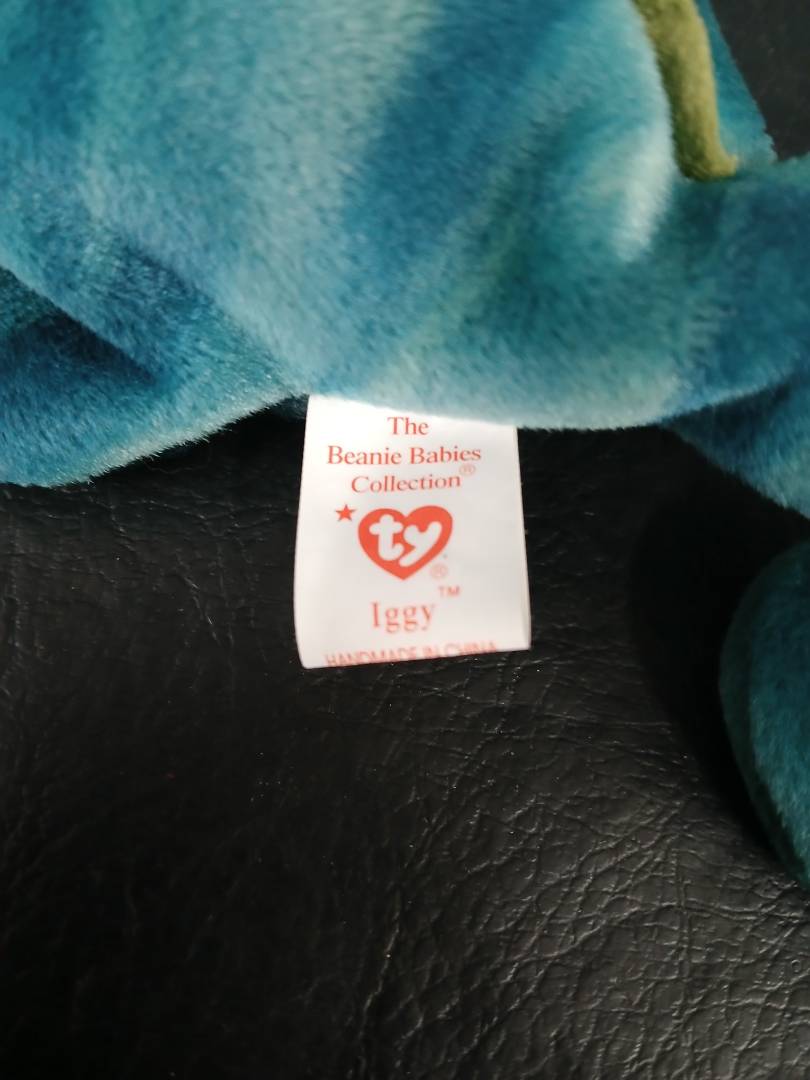 The
Beanie Babies
Collection®
ty®
Iggy™
HANDMADE IN CHINA